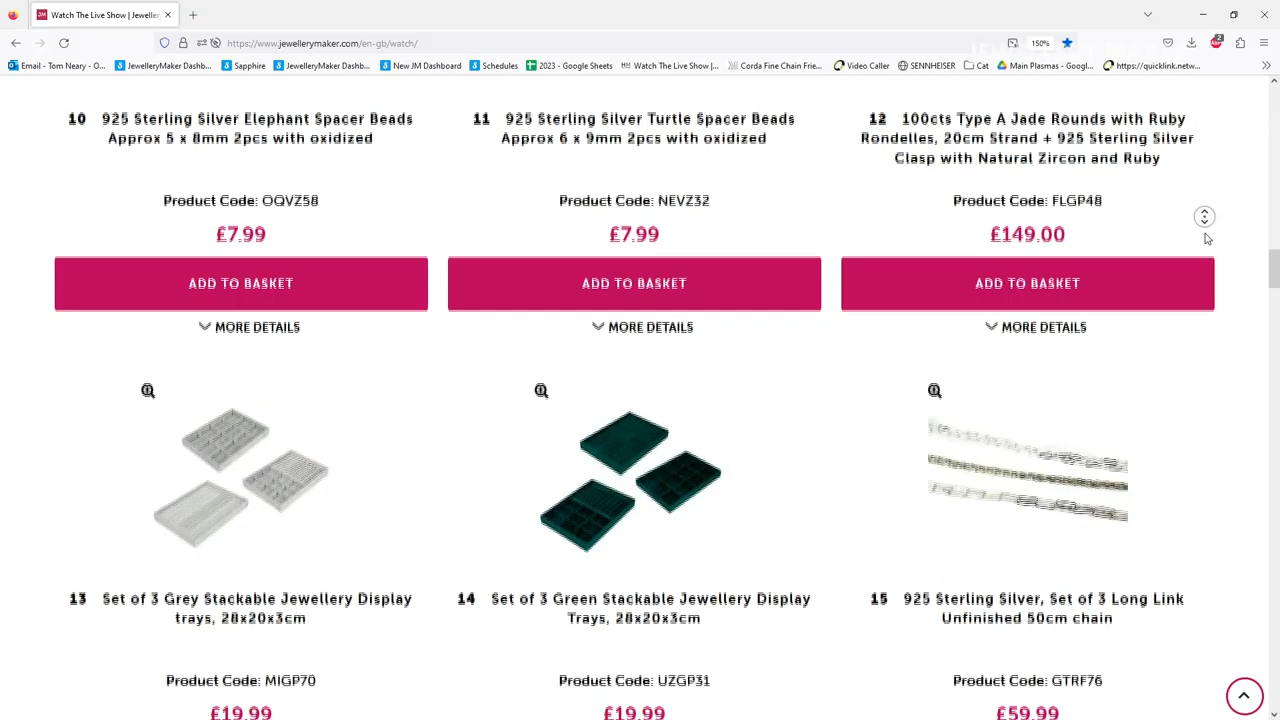 Watch The Live Show | Jeweller
https://www.jewellerymaker.com/en-gb/watch/
150%
2
Email - Tom Neary - O...
JewelleryMaker Dashb...
Sapphire
JewelleryMaker Dashb...
New JM Dashboard
Schedules
2023 - Google Sheets
Watch The Live Show |...
Corda Fine Chain Frie...
Video Caller
SENNHEISER
Cat
Main Plasmas - Googl...
https://quicklink.netw...
10 925 Sterling Silver Elephant Spacer Beads
Approx 5 x 8mm 2pcs with oxidized
Product Code: OQVZ58
£7.99
ADD TO BASKET
MORE DETAILS
11 925 Sterling Silver Turtle Spacer Beads
Approx 6 x 9mm 2pcs with oxidized
Product Code: NEVZ32
£7.99
ADD TO BASKET
MORE DETAILS
12 100cts Type A Jade Rounds with Ruby
Rondelles, 20cm Strand + 925 Sterling Silver
Clasp with Natural Zircon and Ruby
Product Code: FLGP48
£149.00
ADD TO BASKET
MORE DETAILS
13 Set of 3 Grey Stackable Jewellery Display
trays, 28x20x3cm
Product Code: MIGP70
£19.99
14 Set of 3 Green Stackable Jewellery Display
Trays, 28x20x3cm
Product Code: UZGP31
£19.99
15 925 Sterling Silver, Set of 3 Long Link
Unfinished 50cm chain
Product Code: GTRF76
£59.99